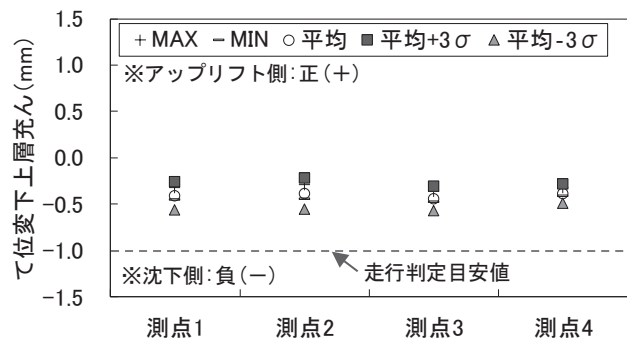 + MAX − MIN ○ 平均 ■ 平均+3σ ▲ 平均-3σ
※アップリフト側：正（＋）
て位変下上層充ん(mm)
1.5
1.0
0.5
0.0
−0.5
−1.0
−1.5
走行判定目安値
※沈下側：負（－）
測点1 測点2 測点3 測点4